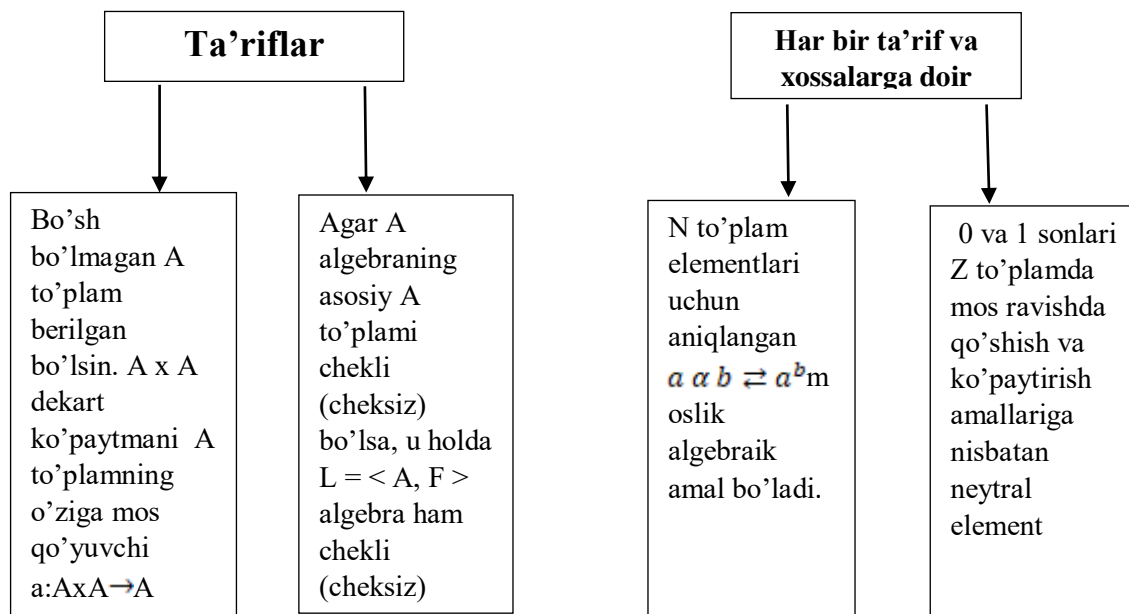 Ta’riflar
Bo’sh
bo’lmagan A
to’plam
berilgan
bo’lsin. A x A
dekart
ko’paytmani A
to’plamning
o’ziga mos
qo’yuvchi
a:AxA→A
Agar A
algebraning
asosiy A
to’plami
chekli
(cheksiz)
bo’lsa, u holda
L = < A, F >
algebra ham
chekli
(cheksiz)
Har bir ta’rif va
xossalarga doir
N to’plam
elementlari
uchun
aniqlangan
a α b ⇄ aᵇm
oslik
algebraik
amal bo’ladi.
0 va 1 sonlari
Z to’plamda
mos ravishda
qo’shish va
ko’paytirish
amallariga
nisbatan
neytral
element